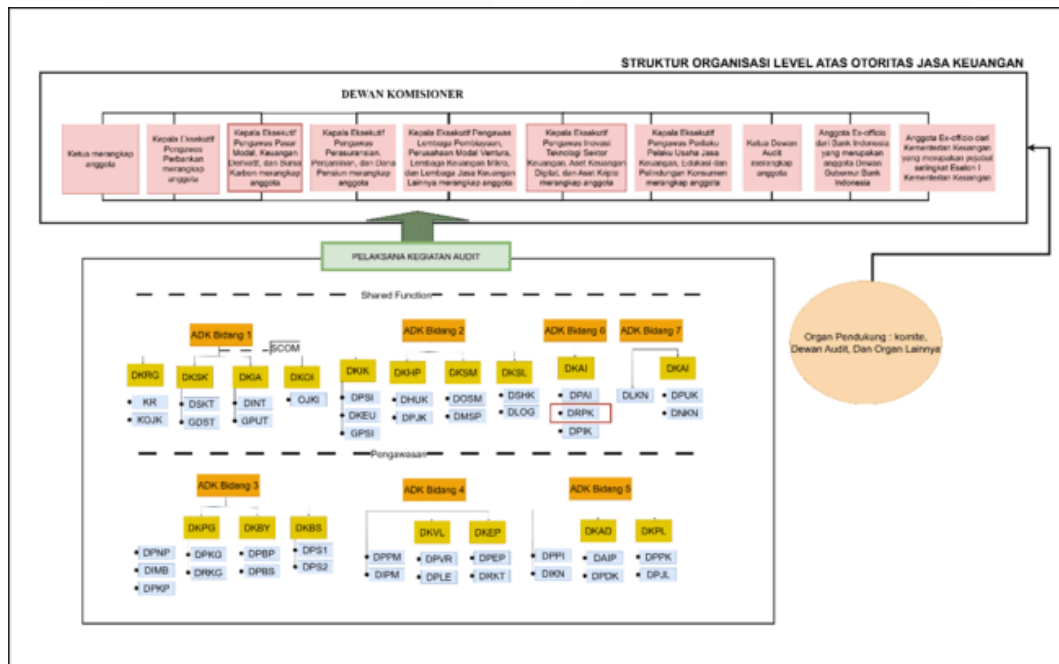 STRUKTUR ORGANISASI LEVEL ATAS OTORITAS JASA KEUANGAN
DEWAN KOMISIONER
Ketua merangkap
anggota
Kepala Eksekutif
Pengawas
Perbankan
merangkap
anggota
Kepala Eksekutif
Pengawas Pasar
Modal, Keuangan
Derivatif, dan Bursa
Karbon merangkap
anggota
Kepala Eksekutif
Pengawas
Perasuransian,
Penjaminan, dan Dana
Pensiun merangkap
anggota
Kepala Eksekutif Pengawas
Lembaga Pembiayaan,
Perusahaan Modal Ventura,
Lembaga Keuangan Mikro,
dan Lembaga Jasa Keuangan
Lainnya merangkap anggota
Kepala Eksekutif
Pengawas Inovasi
Teknologi Sektor
Keuangan, Aset Keuangan
Digital, dan Aset Kripto
merangkap anggota
Kepala Eksekutif
Pengawas Perilaku
Pelaku Usaha Jasa
Keuangan, Edukasi dan
Pelindungan Konsumen
merangkap anggota
Ketua Dewan
Audit
merangkap
anggota
Anggota Ex-officio
dari Bank Indonesia
yang merupakan
anggota Dewan
Gubernur Bank
Indonesia
Anggota Ex-officio dari
Kementerian Keuangan
yang merupakan pejabat
setingkat Eselon I
Kementerian Keuangan
PELAKSANA KEGIATAN AUDIT
Shared Function
ADK Bidang 1
SCOM
DKRG
• KR
• KOJK
DKSK
• DSKT
• GDST
DKIA
• DINT
• GPUT
DKOI
• OJKI
ADK Bidang 2
DKIK
• DPSI
• DKEU
• GPSI
DKHP
• DHUK
• DPJK
DKSM
• DOSM
• DMSP
DKSIL
• DSHK
• DLOG
ADK Bidang 6
DKAI
• DPAI
• DRPK
• DPIK
ADK Bidang 7
• DLKN
DKAI
• DPUK
• DNKN
Organ Pendukung : komite,
Dewan Audit, Dan Organ Lainnya
Pengawasan
ADK Bidang 3
• DPNP
• DIMB
• DPKP
DKPG
• DPKG
• DRKG
DKBY
• DPBP
• DPBS
DKBS
• DPS1
• DPS2
ADK Bidang 4
• DPPM
• DIPM
DKVL
• DPVR
• DPLE
DKEP
• DPEP
• DRKT
ADK Bidang 5
• DPPI
• DIKN
DKAD
• DAIP
• DPDK
DKPL
• DPPK
• DPJL